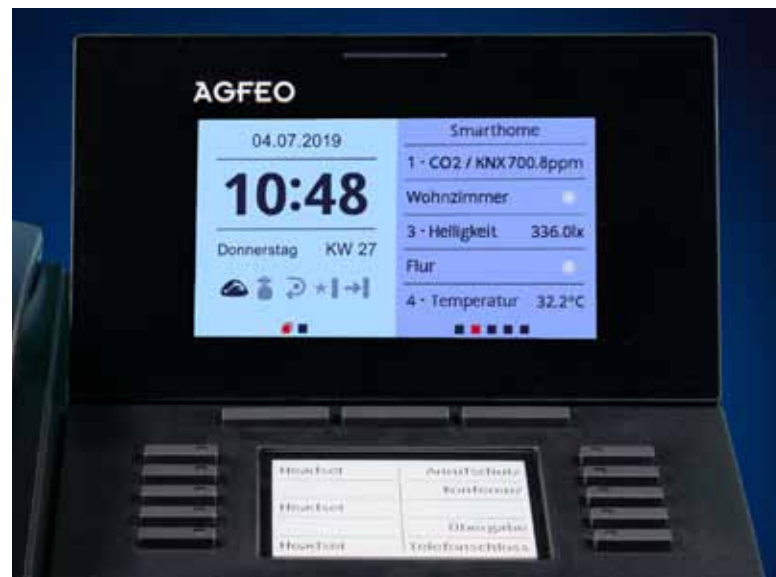 AGFEO
04.07.2019
10:48
Donnerstag KW 27
Smarthome
1 - CO2 / KNX 700.8ppm
Wohnzimmer
3 - Helligkeit 336.0lx
Flur
4 - Temperatur 32.2°C
Headset Anrufschutz
Konferenz
Headset
Übergabe
Headset Telefonschloss